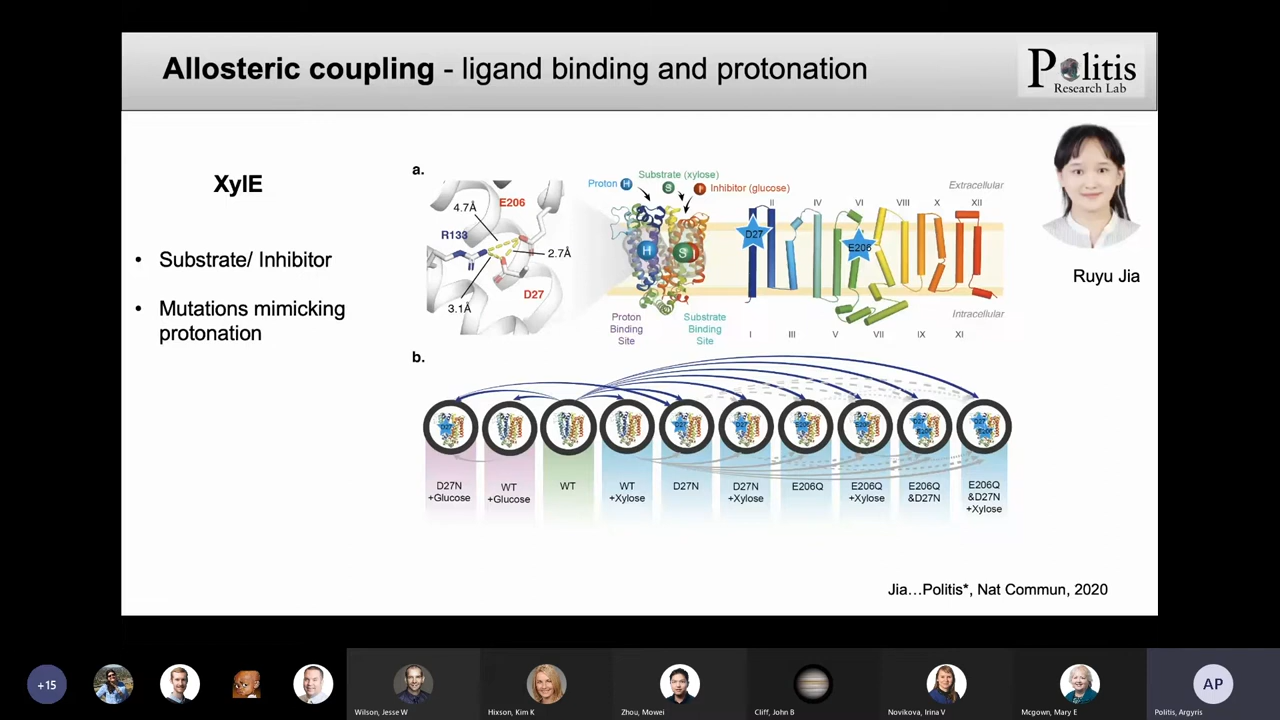 Allosteric coupling - ligand binding and protonation
Politis
Research Lab
XylE
• Substrate/ Inhibitor
• Mutations mimicking
protonation
a.
4.7Å
E206
R133
2.7Å
D27
3.1Å
Substrate (xylose)
Proton H
S
I Inhibitor (glucose)
H
S
Proton
Binding
Site
Substrate
Binding
Site
Extracellular
II IV VI VIII X XII
D27
E206
Intracellular
I III V VII IX XI
Ruyu Jia
b.
D27N
+Glucose
WT
+Glucose
WT
WT
+Xylose
D27N
D27N
+Xylose
E206Q
E206Q
+Xylose
E206Q
&D27N
E206Q
&D27N
+Xylose
Jia…Politis*, Nat Commun, 2020
+15
Wilson, Jesse W
Hixson, Kim K
Zhou, Mowei
Cliff, John B
Novikova, Irina V
Mcgown, Mary E
AP
Politis, Argyris